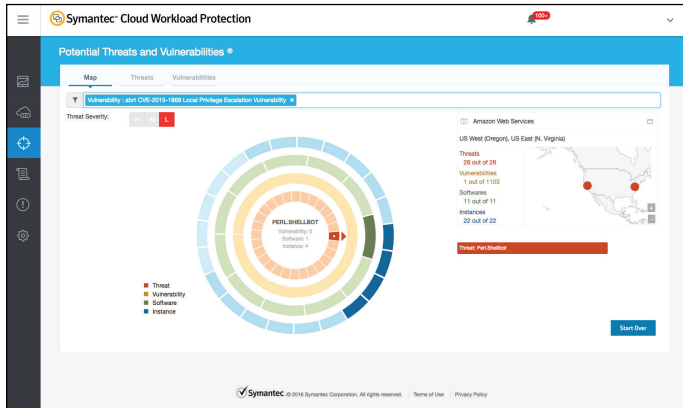 Symantec™ Cloud Workload Protection
100+
Potential Threats and Vulnerabilities
Map Threats Vulnerabilities
Vulnerability : abrt CVE-2015-1869 Local Privilege Escalation Vulnerability ×
Threat Severity: H M L
Amazon Web Services
US West (Oregon), US East (N. Virginia)
Threats
28 out of 28
Vulnerabilities
1 out of 1103
Softwares
11 out of 11
Instances
22 out of 22
+
-
PERL.SHELLBOT
Vulnerability: 0
Software: 1
Instance: 4
Threat: Perl.Shellbot
Threat
Vulnerability
Software
Instance
Start Over
Symantec. © 2018 Symantec Corporation. All rights reserved. | Terms of Use | Privacy Policy